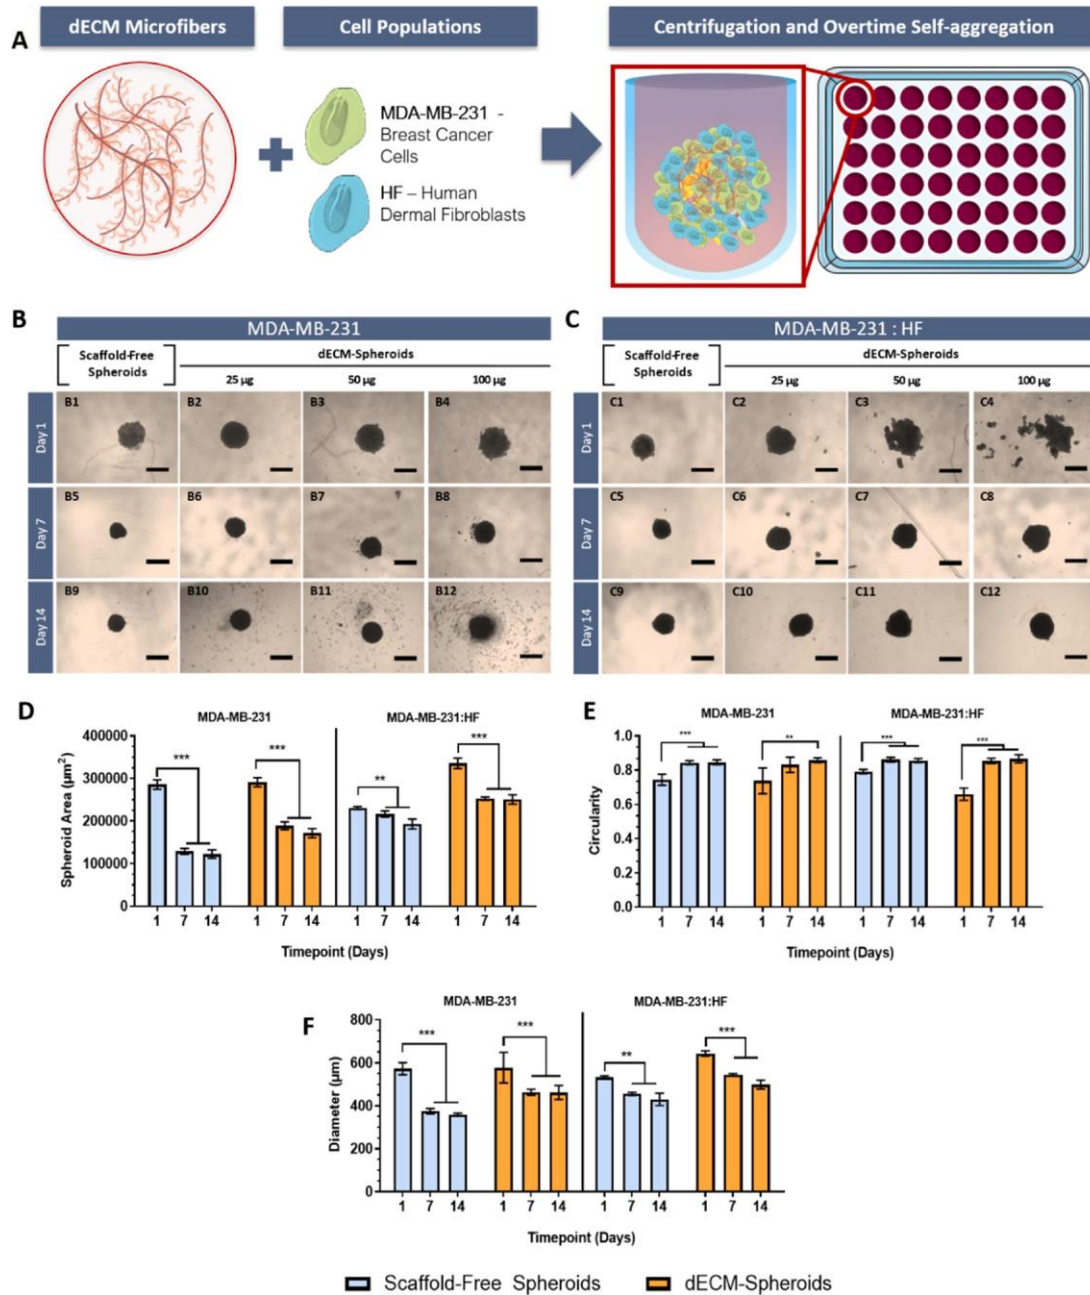 A
dECM Microfibers
Cell Populations
Centrifugation and Overtime Self-aggregation
MDA-MB-231 -
Breast Cancer
Cells
HF – Human
Dermal Fibroblasts
B
MDA-MB-231
Scaffold-Free
Spheroids
dECM-Spheroids
25 µg
50 µg
100 µg
Day 1
B1
B2
B3
B4
Day 7
B5
B6
B7
B8
Day 14
B9
B10
B11
B12
C
MDA-MB-231 : HF
Scaffold-Free
Spheroids
dECM-Spheroids
25 µg
50 µg
100 µg
Day 1
C1
C2
C3
C4
Day 7
C5
C6
C7
C8
Day 14
C9
C10
C11
C12
D
MDA-MB-231
MDA-MB-231:HF
Spheroid Area (µm²)
400000
300000
200000
100000
0
***
***
**
***
1 7 14 1 7 14 1 7 14 1 7 14
Timepoint (Days)
E
MDA-MB-231
MDA-MB-231:HF
Circularity
1.0
0.8
0.6
0.4
0.2
0.0
***
**
***
***
1 7 14 1 7 14 1 7 14 1 7 14
Timepoint (Days)
F
MDA-MB-231
MDA-MB-231:HF
Diameter (µm)
800
600
400
200
0
***
***
**
***
1 7 14 1 7 14 1 7 14 1 7 14
Timepoint (Days)
Scaffold-Free Spheroids
dECM-Spheroids